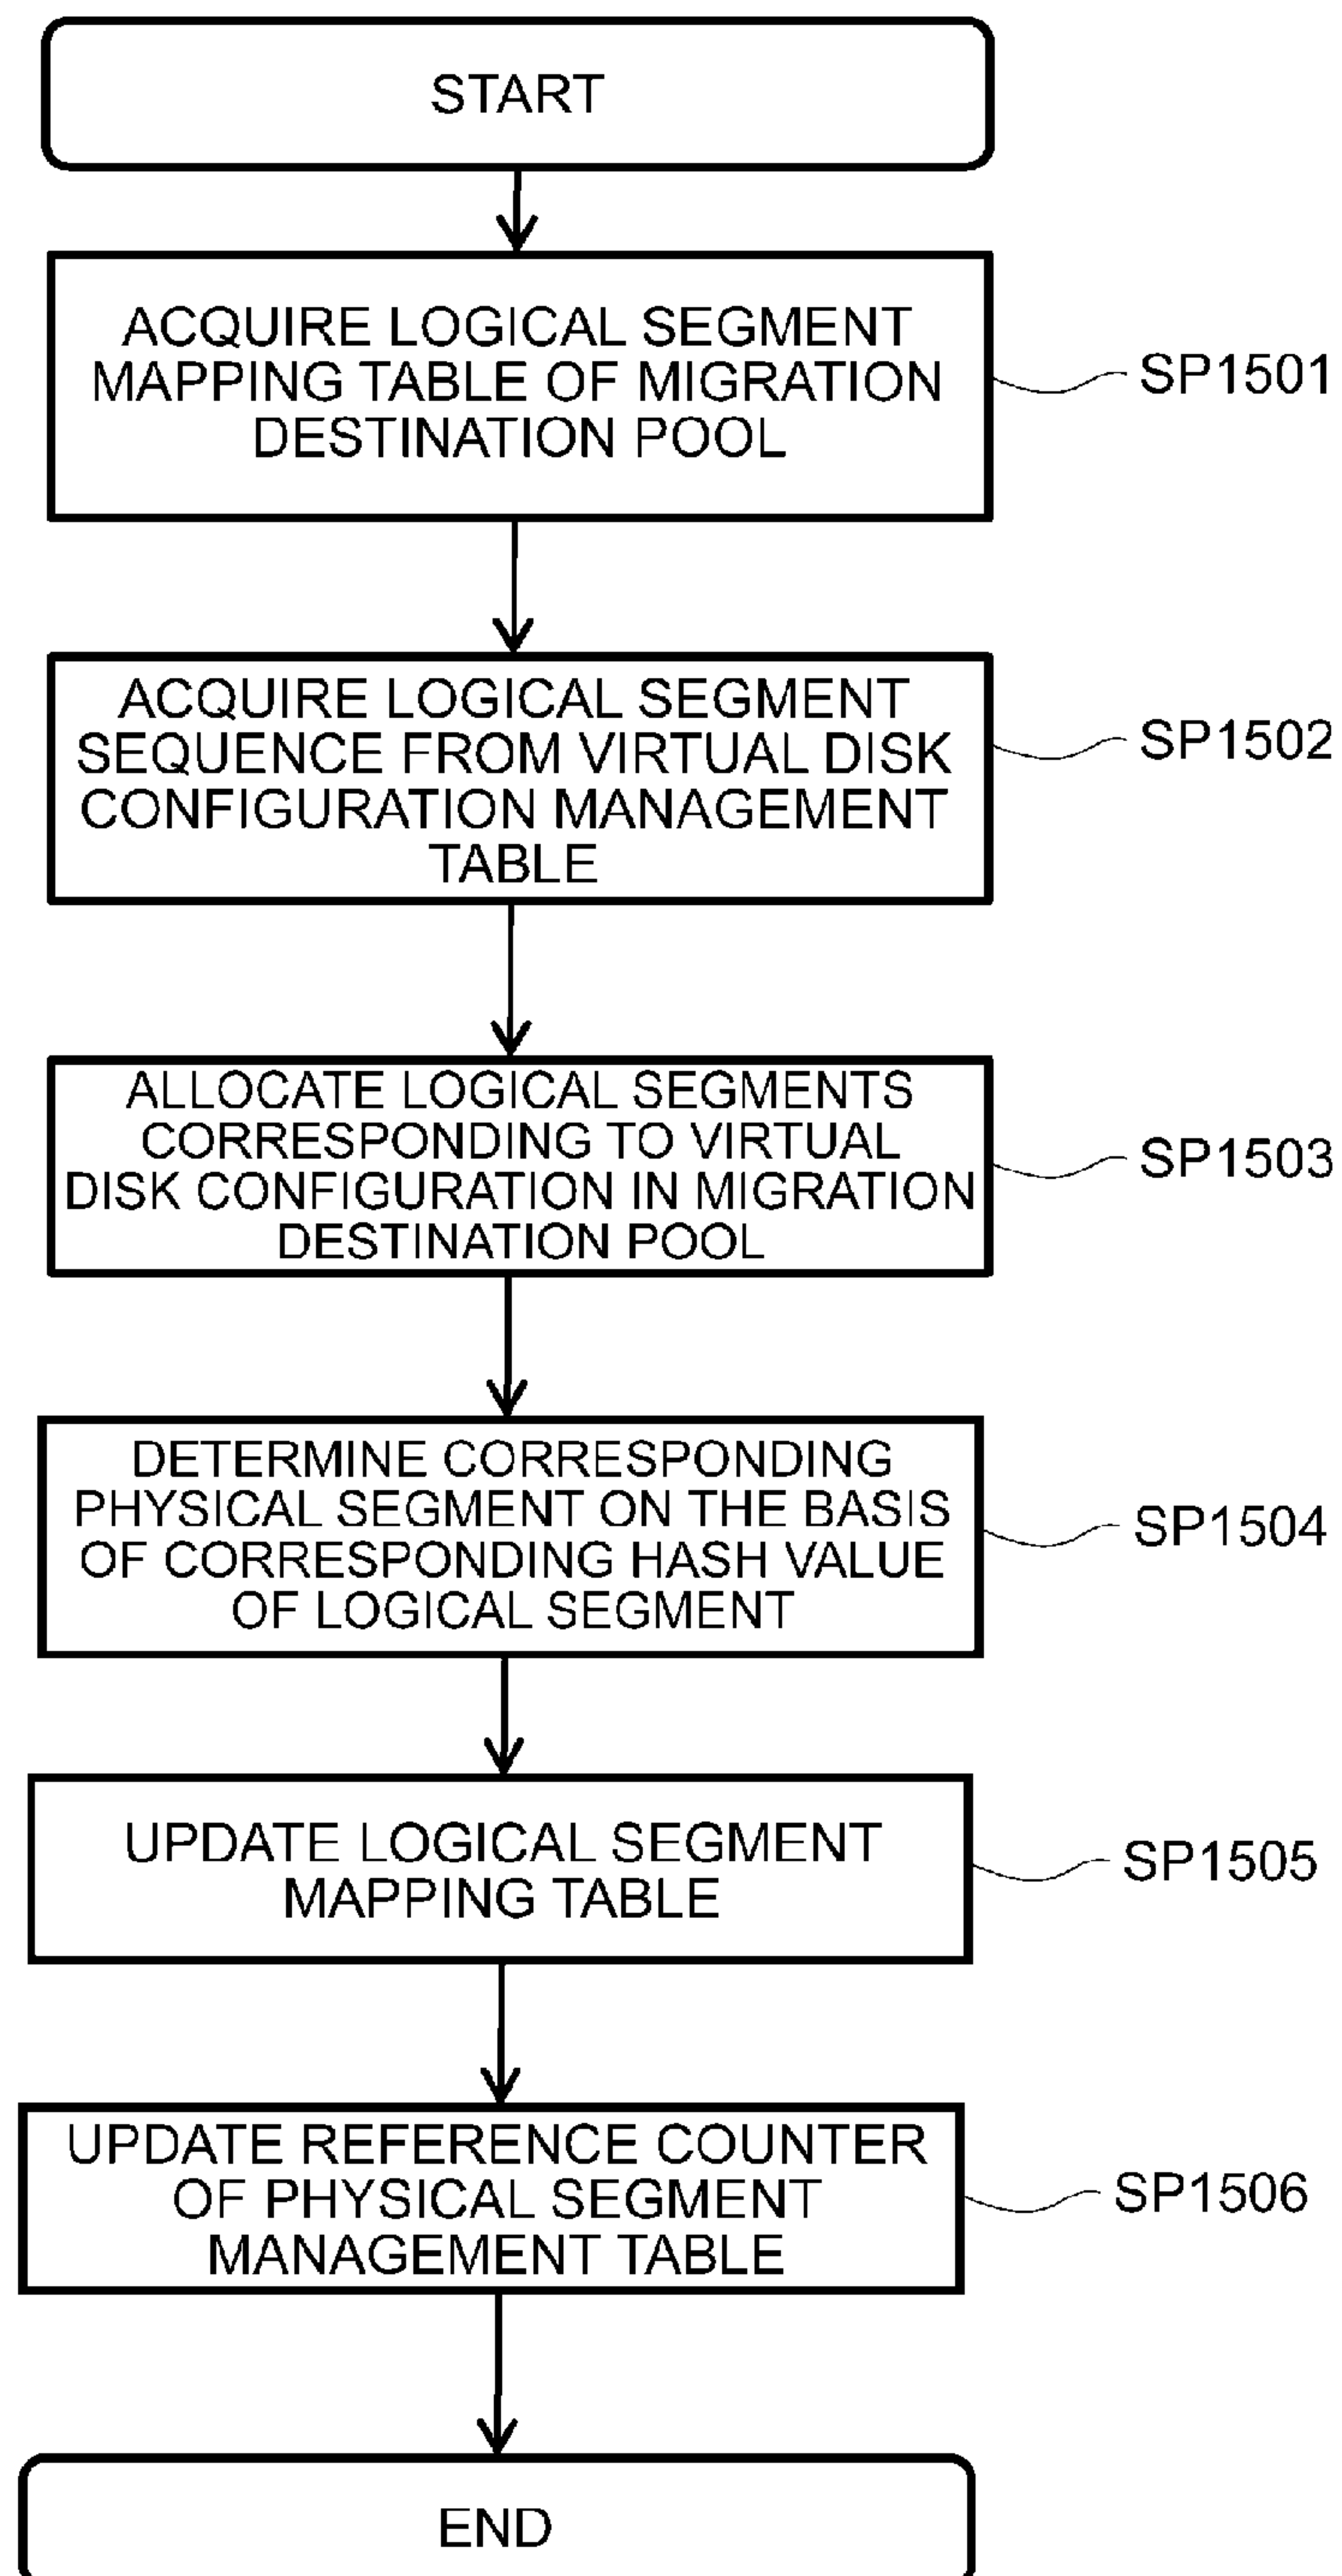 START
ACQUIRE LOGICAL SEGMENT
MAPPING TABLE OF MIGRATION
DESTINATION POOL
SP1501
ACQUIRE LOGICAL SEGMENT
SEQUENCE FROM VIRTUAL DISK
CONFIGURATION MANAGEMENT
TABLE
SP1502
ALLOCATE LOGICAL SEGMENTS
CORRESPONDING TO VIRTUAL
DISK CONFIGURATION IN MIGRATION
DESTINATION POOL
SP1503
DETERMINE CORRESPONDING
PHYSICAL SEGMENT ON THE BASIS
OF CORRESPONDING HASH VALUE
OF LOGICAL SEGMENT
SP1504
UPDATE LOGICAL SEGMENT
MAPPING TABLE
SP1505
UPDATE REFERENCE COUNTER
OF PHYSICAL SEGMENT
MANAGEMENT TABLE
SP1506
END